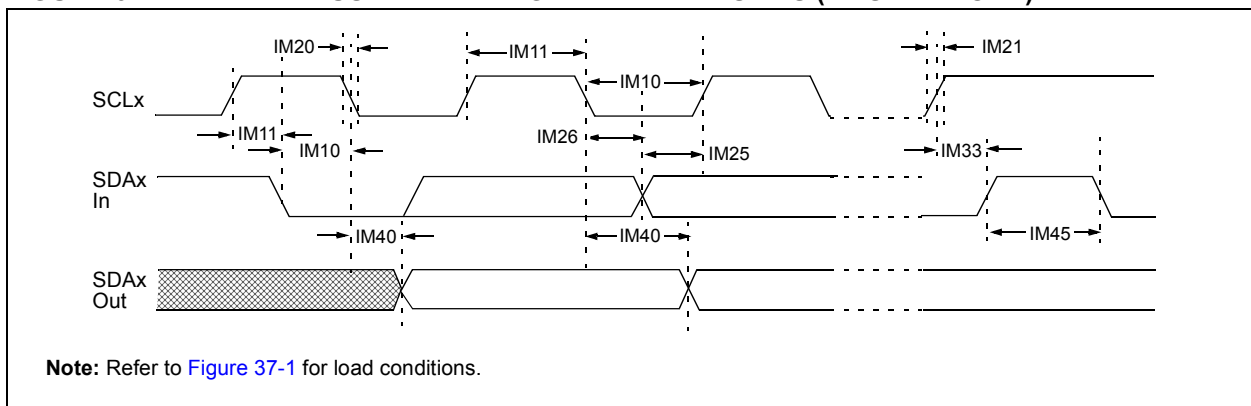 IM20
IM11
IM21
IM10
SCLx
IM11
IM26
IM10
IM25
IM33
SDAx
In
IM40
IM40
IM45
SDAx
Out
Note: Refer to Figure 37-1 for load conditions.